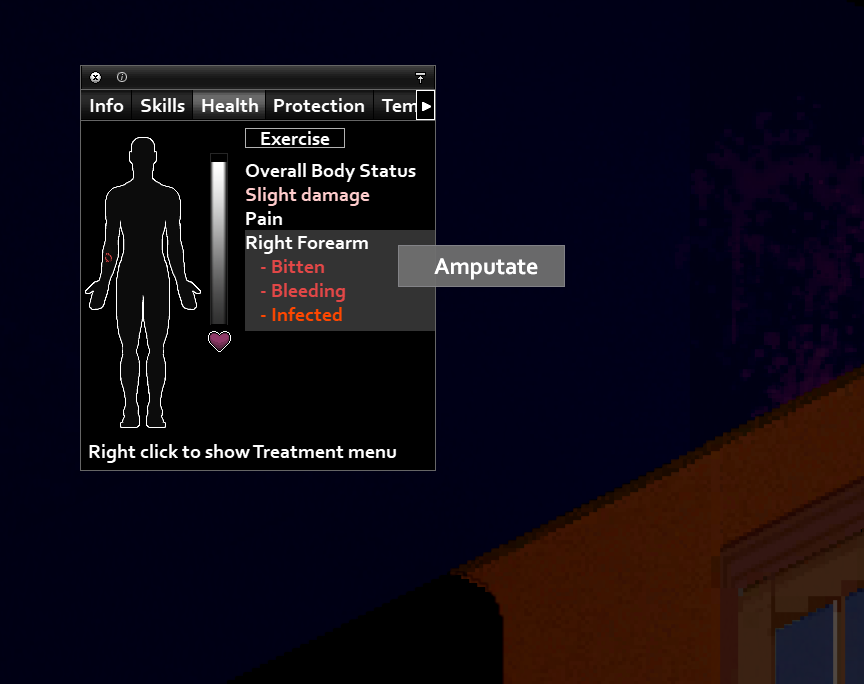 Info Skills Health Protection Tem
Exercise
Overall Body Status
Slight damage
Pain
Right Forearm
- Bitten
- Bleeding
- Infected
Amputate
Right click to show Treatment menu